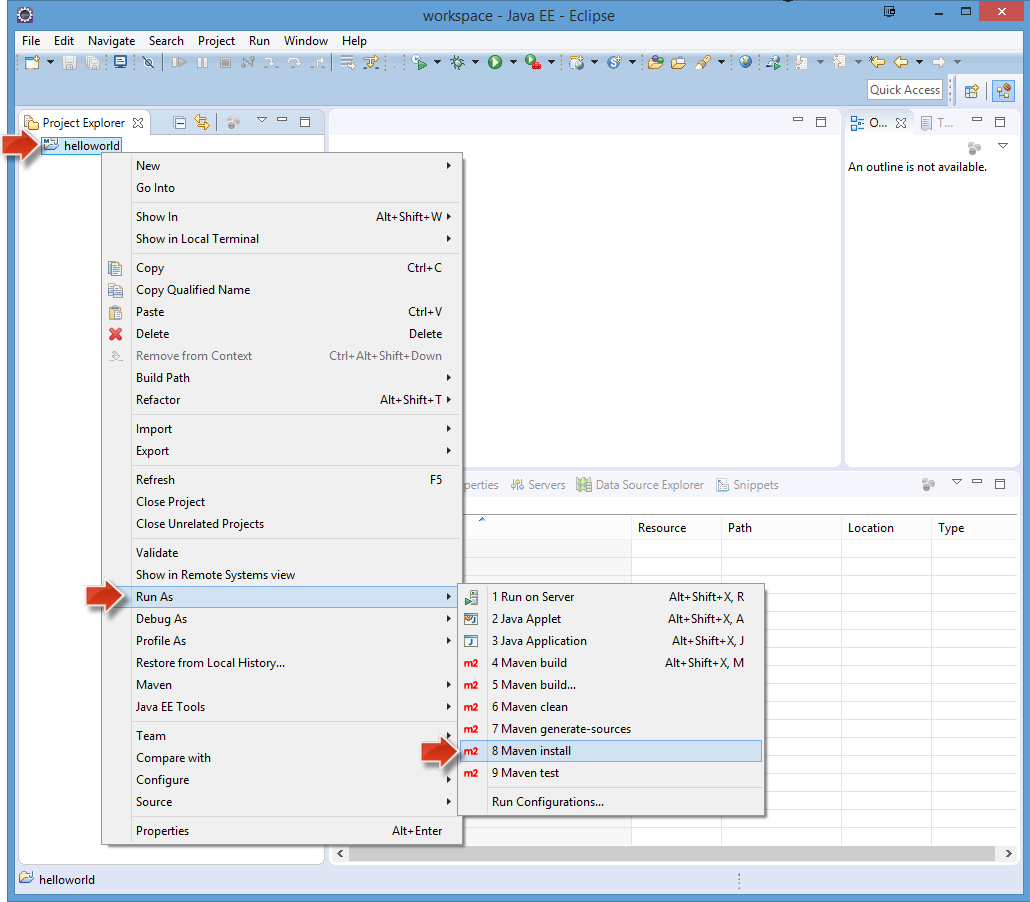 workspace - Java EE - Eclipse
File Edit Navigate Search Project Run Window Help
Quick Access
Project Explorer
O...
T...
helloworld
An outline is not available.
New
Go Into
Show In Alt+Shift+W
Show in Local Terminal
Copy Ctrl+C
Copy Qualified Name
Paste Ctrl+V
Delete Delete
Remove from Context Ctrl+Alt+Shift+Down
Build Path
Refactor Alt+Shift+T
Import
Export
Refresh F5
Close Project
Close Unrelated Projects
Validate
Show in Remote Systems view
Run As
Debug As
Profile As
Restore from Local History...
Maven
Java EE Tools
Team
Compare with
Configure
Source
Properties Alt+Enter
perties Servers Data Source Explorer Snippets
Resource Path Location Type
1 Run on Server Alt+Shift+X, R
2 Java Applet Alt+Shift+X, A
3 Java Application Alt+Shift+X, J
m2 4 Maven build Alt+Shift+X, M
m2 5 Maven build...
m2 6 Maven clean
m2 7 Maven generate-sources
m2 8 Maven install
m2 9 Maven test
Run Configurations...
helloworld